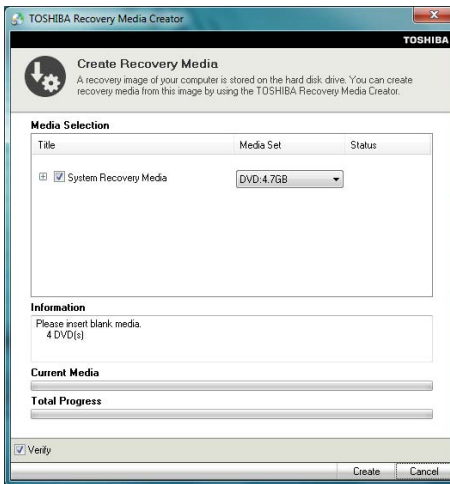 TOSHIBA Recovery Media Creator
TOSHIBA
Create Recovery Media
A recovery image of your computer is stored on the hard disk drive. You can create
recovery media from this image by using the TOSHIBA Recovery Media Creator.
Media Selection
Title Media Set Status
System Recovery Media DVD:4.7GB
Information
Please insert blank media.
4 DVD(s)
Current Media
Total Progress
Verify
Create Cancel